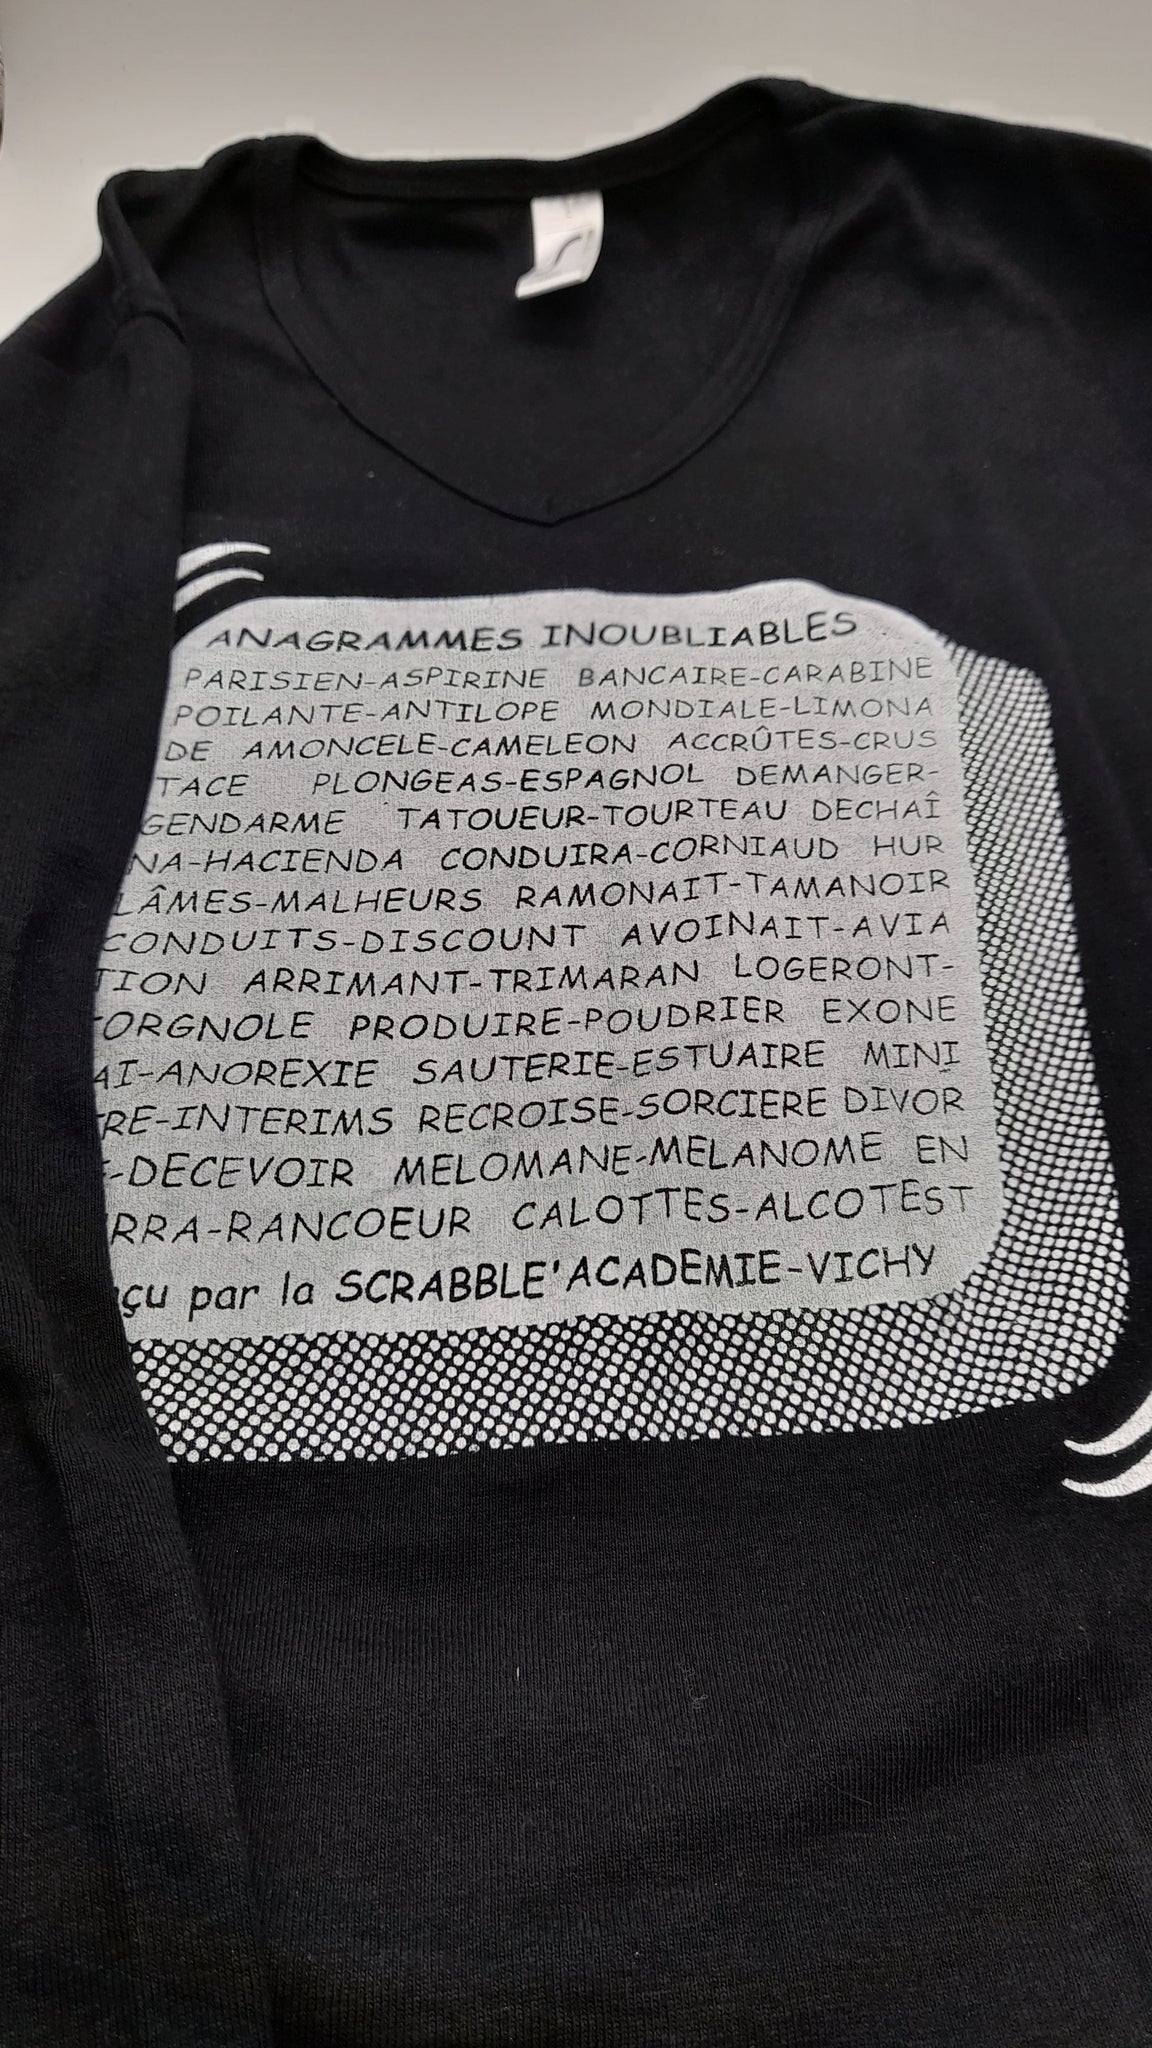 ANAGRAMMES INOUBLIABLES
PARISIEN-ASPIRINE BANCAIRE-CARABINE
POILANTE-ANTILOPE MONDIALE-LIMONA
DE AMONCELE-CAMELEON ACCRÛTES-CRUS
TACE PLONGEAS-ESPAGNOL DEMANGER-
GENDARME TATOUEUR-TOURTEAU DECHAÎ
NA-HACIENDA CONDUIRA-CORNIAUD HUR
LÂMES-MALHEURS RAMONAIT-TAMANOIR
CONDUITS-DISCOUNT AVOINAIT-AVIA
TION ARRIMANT-TRIMARAN LOGERONT-
TORGNOLE PRODUIRE-POUDRIER EXONE
AI-ANOREXIE SAUTERIE-ESTUAIRE MINI
RE-INTERIMS RECROISE-SORCIERE DIVOR
E-DECEVOIR MELOMANE-MELANOME EN
RRA-RANCOEUR CALOTTES-ALCOTEST
çu par la SCRABBLE'ACADEMIE-VICHY